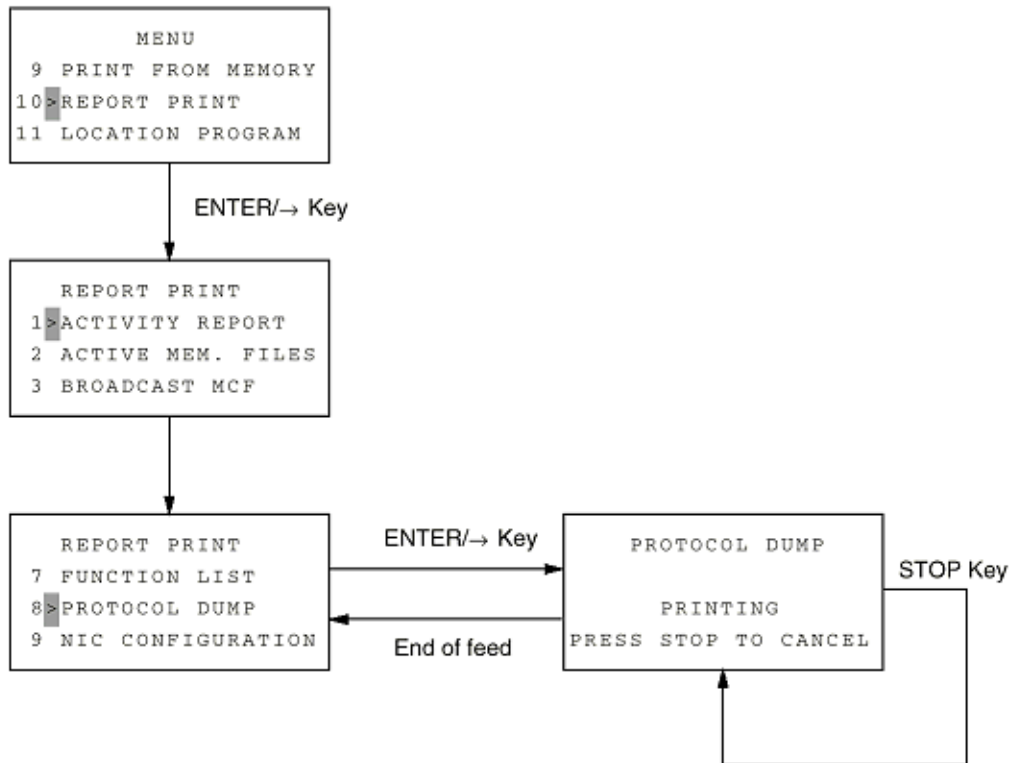 MENU
9 PRINT FROM MEMORY
10>REPORT PRINT
11 LOCATION PROGRAM
ENTER/→ Key
REPORT PRINT
1>ACTIVITY REPORT
2 ACTIVE MEM. FILES
3 BROADCAST MCF
REPORT PRINT
7 FUNCTION LIST
8>PROTOCOL DUMP
9 NIC CONFIGURATION
ENTER/→ Key
End of feed
PROTOCOL DUMP
PRINTING
PRESS STOP TO CANCEL
STOP Key